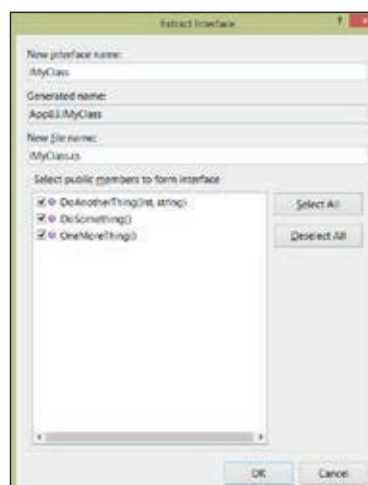 Extract Interface
New interface name:
IMyClass
Generated name:
App83.IMyClass
New file name:
IMyClass.cs
Select public members to form interface
DoAnotherThing(int, string)
DoSomething()
OneMoreThing()
Select All
Deselect All
OK
Cancel